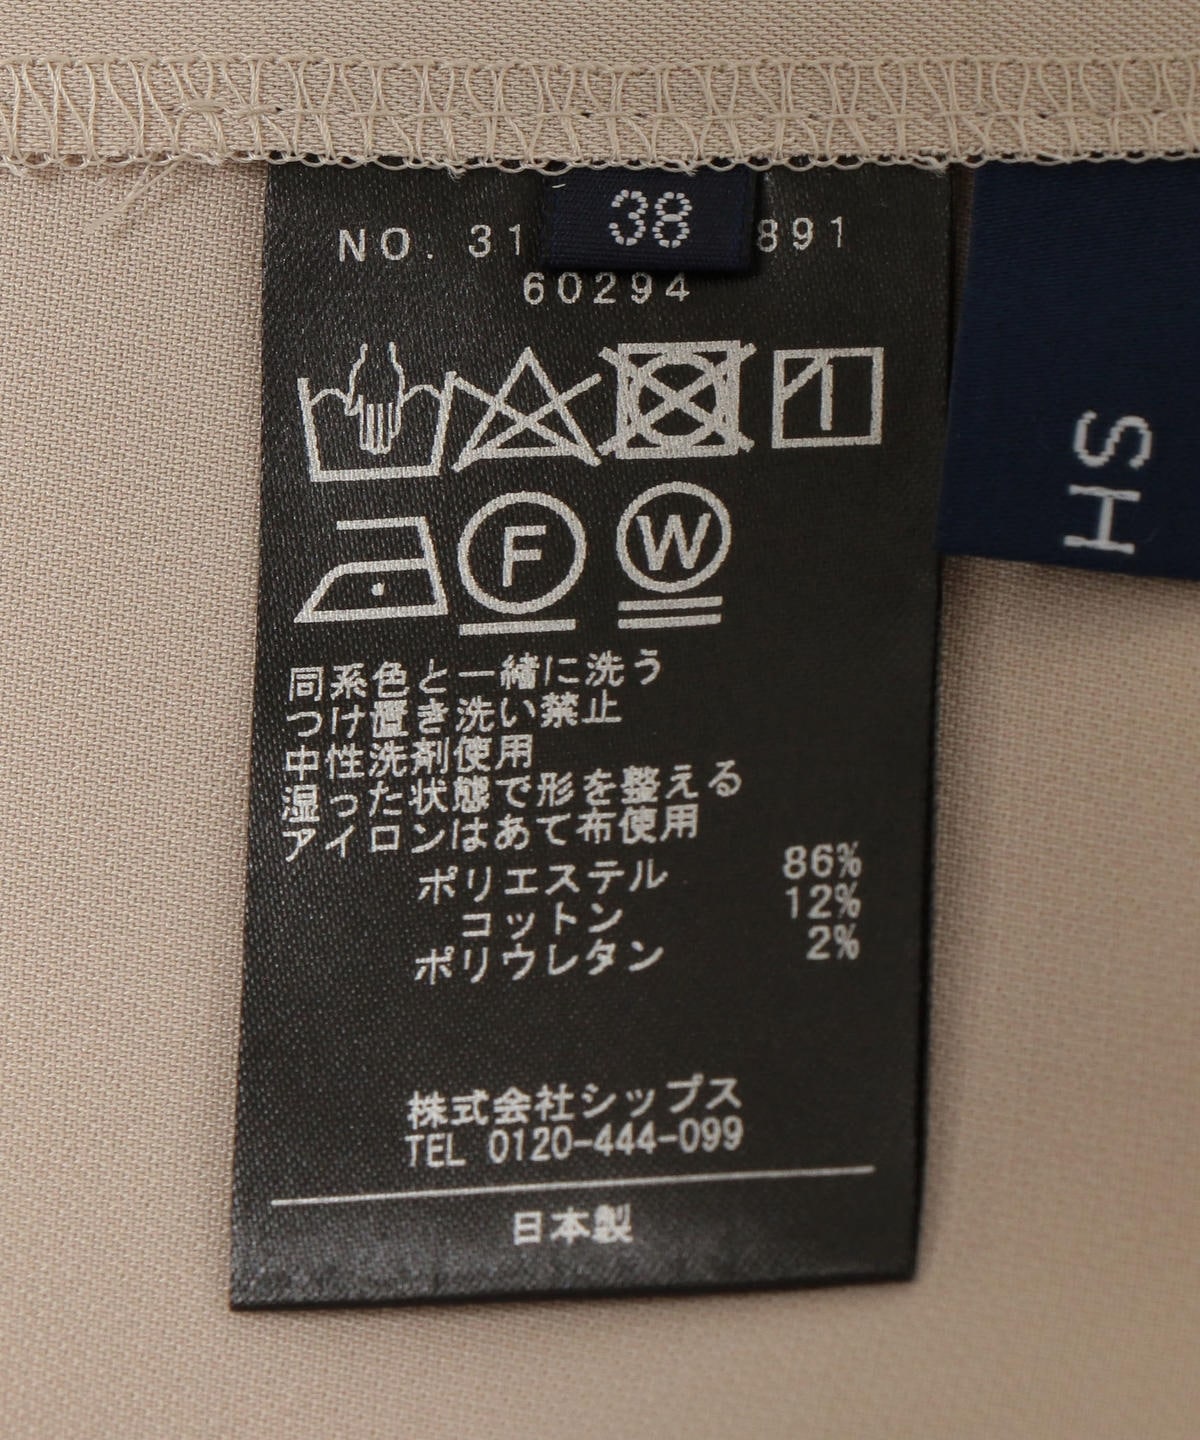 38
NO. 31 891
60294
F W
同系色と一緒に洗う
つけ置き洗い禁止
中性洗剤使用
湿った状態で形を整える
アイロンはあて布使用
ポリエステル 86%
コットン 12%
ポリウレタン 2%
株式会社シップス
TEL 0120-444-099
日本製
HS